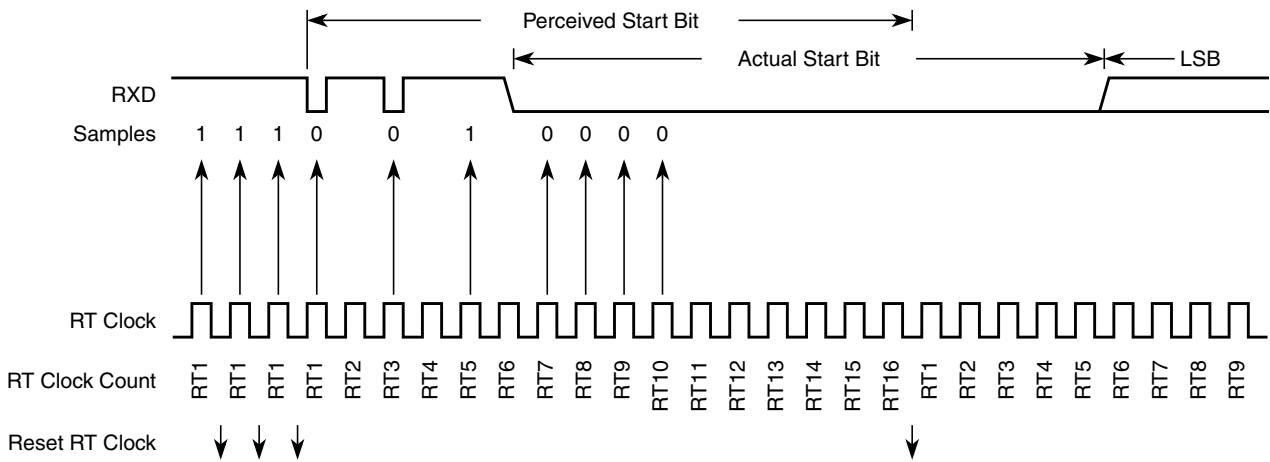 Perceived Start Bit
Actual Start Bit LSB
RXD
Samples 1 1 1 0 0 1 0 0 0 0
RT Clock
RT Clock Count RT1 RT1 RT1 RT1 RT2 RT3 RT4 RT5 RT6 RT7 RT8 RT9 RT10 RT11 RT12 RT13 RT14 RT15 RT16 RT1 RT2 RT3 RT4 RT5 RT6 RT7 RT8 RT9
Reset RT Clock